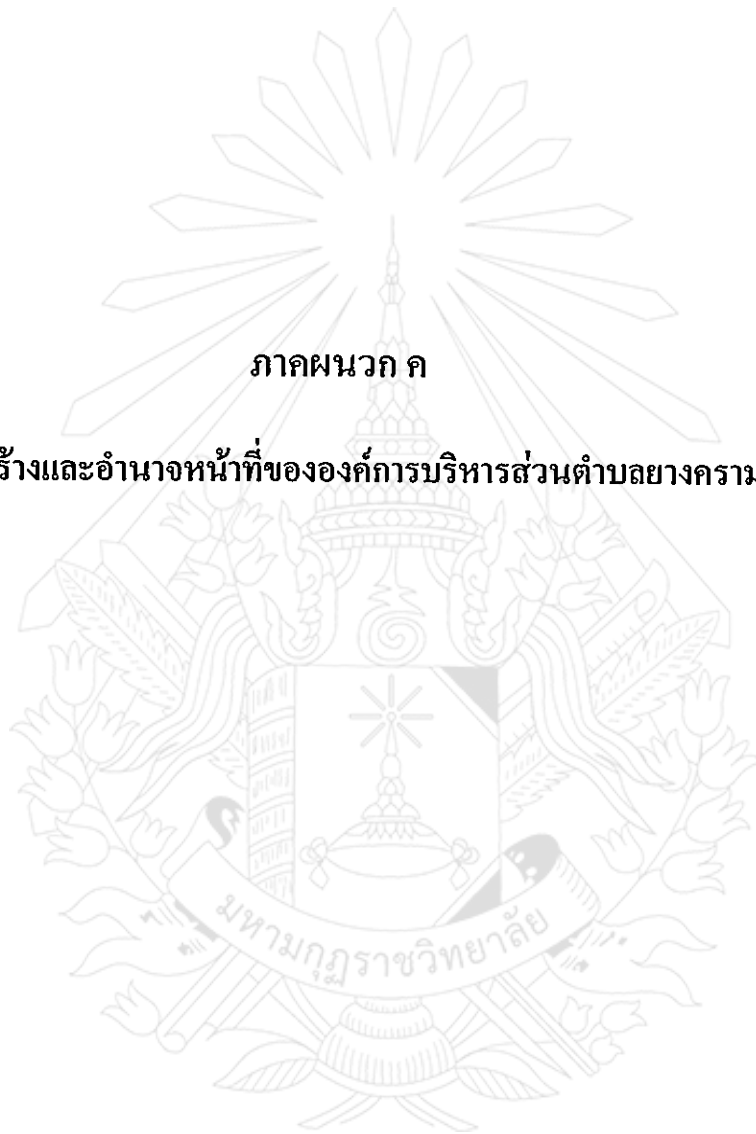 ภาคผนวก ค
ร้างและอำนาจหน้าที่ขององค์การบริหารส่วนตำบลยางคราม
มหามกุฏราชวิทยาลัย